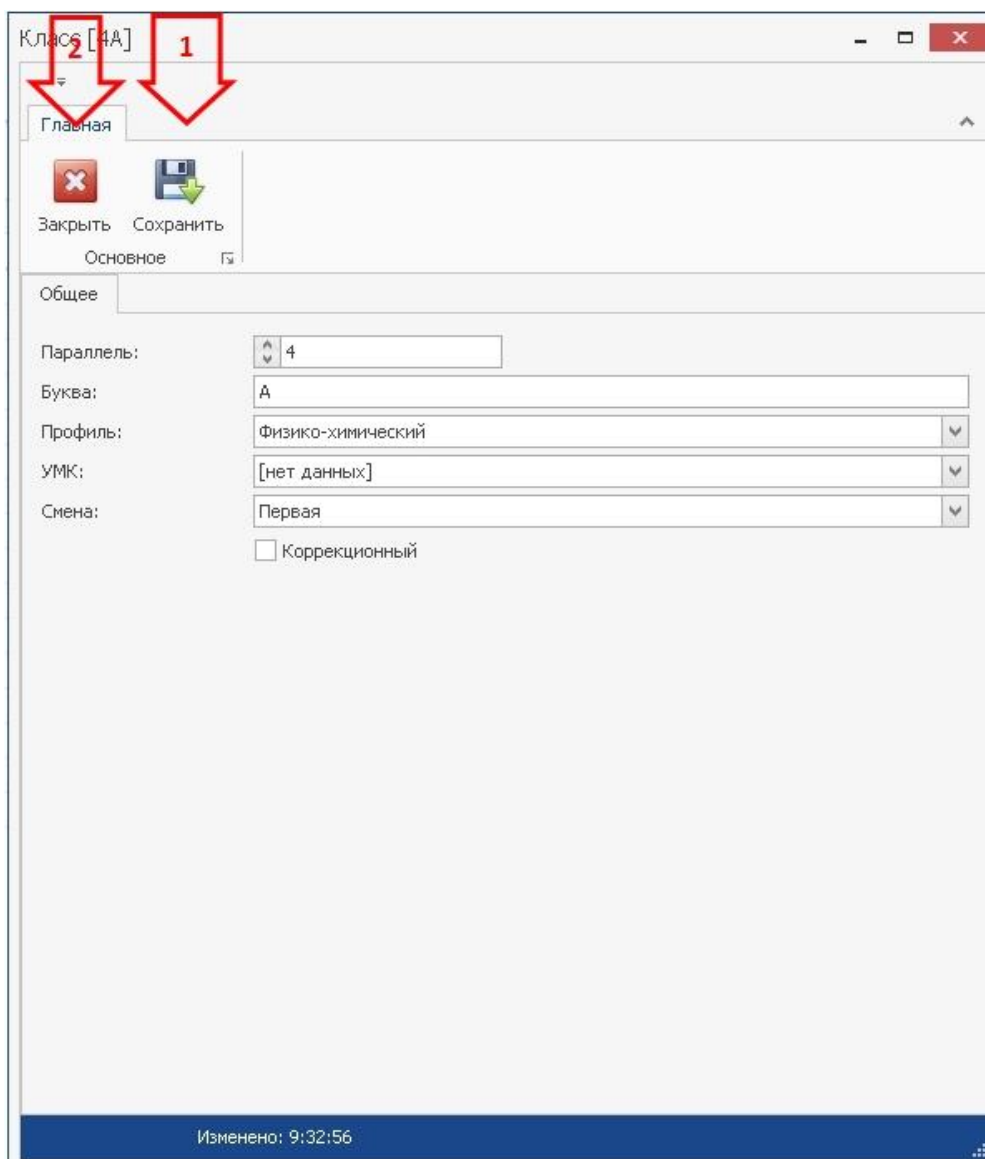 Класс [4А]
2
1
Главная
Закрыть Сохранить
Основное
Общее
Параллель: 4
Буква: А
Профиль: Физико-химический
УМК: [нет данных]
Смена: Первая
Коррекционный
Изменено: 9:32:56